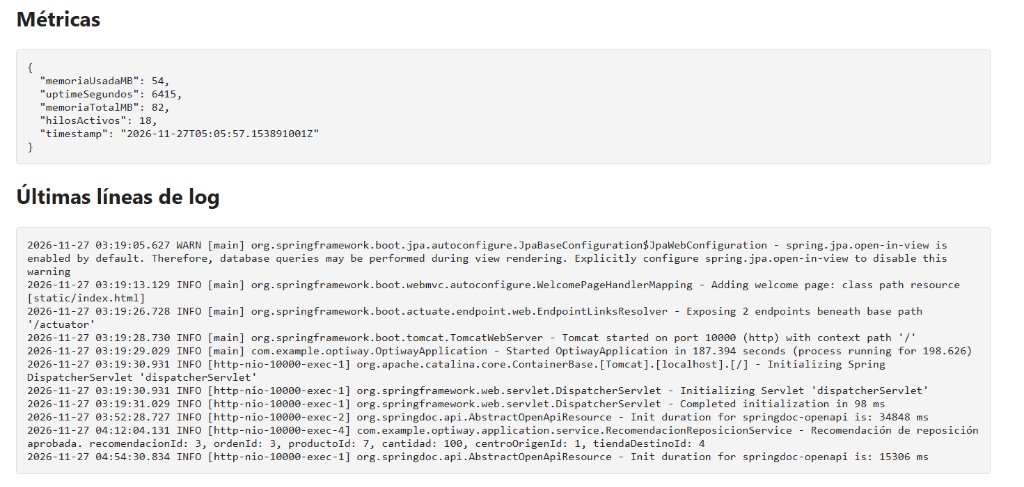 Métricas
{
"memoriaUsadaMB": 54,
"uptimeSegundos": 6415,
"memoriaTotalMB": 82,
"hilosActivos": 18,
"timestamp": "2026-11-27T05:05:57.153891001Z"
}
Últimas líneas de log
2026-11-27 03:19:05.627 WARN [main] org.springframework.boot.jpa.autoconfigure.JpaBaseConfiguration$JpaWebConfiguration - spring.jpa.open-in-view is
enabled by default. Therefore, database queries may be performed during view rendering. Explicitly configure spring.jpa.open-in-view to disable this
warning
2026-11-27 03:19:13.129 INFO [main] org.springframework.boot.webmvc.autoconfigure.WelcomePageHandlerMapping - Adding welcome page: class path resource
[static/index.html]
2026-11-27 03:19:26.728 INFO [main] org.springframework.boot.actuate.endpoint.web.EndpointLinksResolver - Exposing 2 endpoints beneath base path
'/actuator'
2026-11-27 03:19:28.730 INFO [main] org.springframework.boot.tomcat.TomcatWebServer - Tomcat started on port 10000 (http) with context path '/'
2026-11-27 03:19:29.029 INFO [main] com.example.optiway.OptiwayApplication - Started OptiwayApplication in 187.394 seconds (process running for 198.626)
2026-11-27 03:19:30.931 INFO [http-nio-10000-exec-1] org.apache.catalina.core.ContainerBase.[Tomcat].[localhost].[/] - Initializing Spring
DispatcherServlet 'dispatcherServlet'
2026-11-27 03:19:30.931 INFO [http-nio-10000-exec-1] org.springframework.web.servlet.DispatcherServlet - Initializing Servlet 'dispatcherServlet'
2026-11-27 03:19:31.029 INFO [http-nio-10000-exec-1] org.springframework.web.servlet.DispatcherServlet - Completed initialization in 98 ms
2026-11-27 03:52:28.727 INFO [http-nio-10000-exec-2] org.springdoc.api.AbstractOpenApiResource - Init duration for springdoc-openapi is: 34848 ms
2026-11-27 04:12:04.131 INFO [http-nio-10000-exec-4] com.example.optiway.application.service.RecomendacionReposicionService - Recomendación de reposición
aprobada. recomendacionId: 3, ordenId: 3, productoId: 7, cantidad: 100, centroOrigenId: 1, tiendaDestinoId: 4
2026-11-27 04:54:30.834 INFO [http-nio-10000-exec-1] org.springdoc.api.AbstractOpenApiResource - Init duration for springdoc-openapi is: 15306 ms